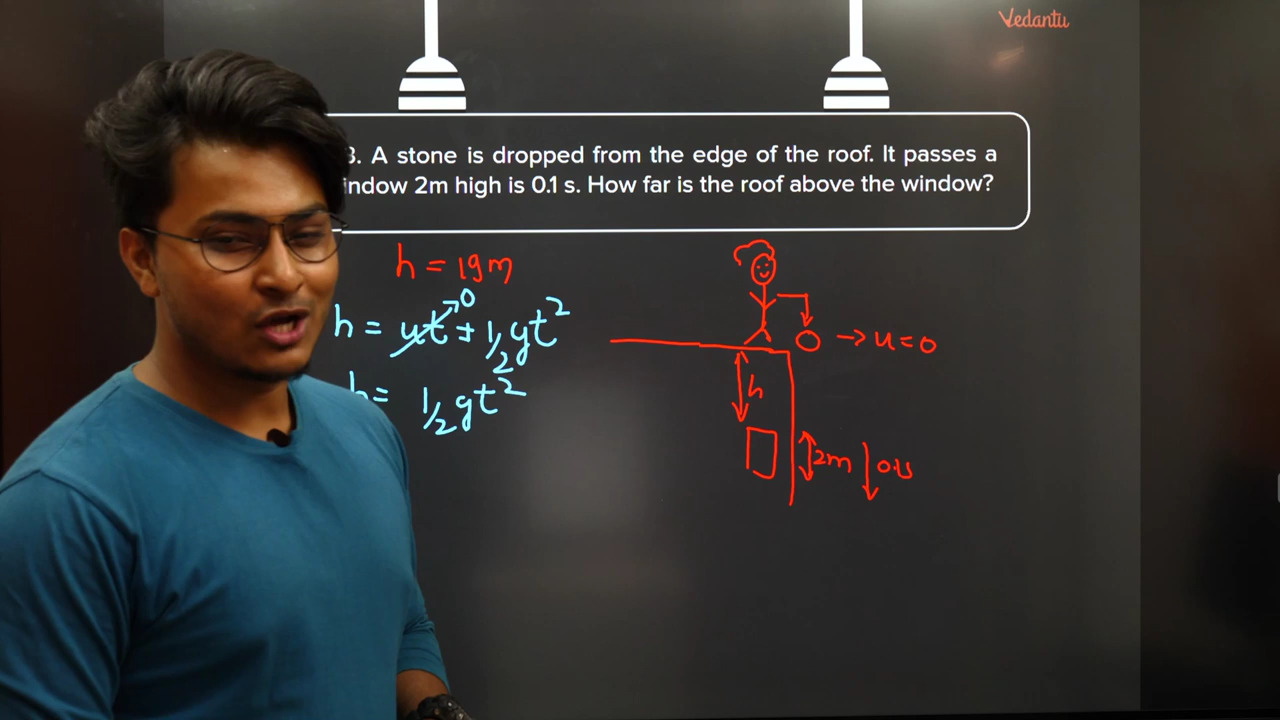 Vedantu
3. A stone is dropped from the edge of the roof. It passes a
indow 2m high is 0.1 s. How far is the roof above the window?
h = 19m
h = ut + 1/2 gt²
0
→ u = 0
h = 1/2 gt²
h
2m
0.1s